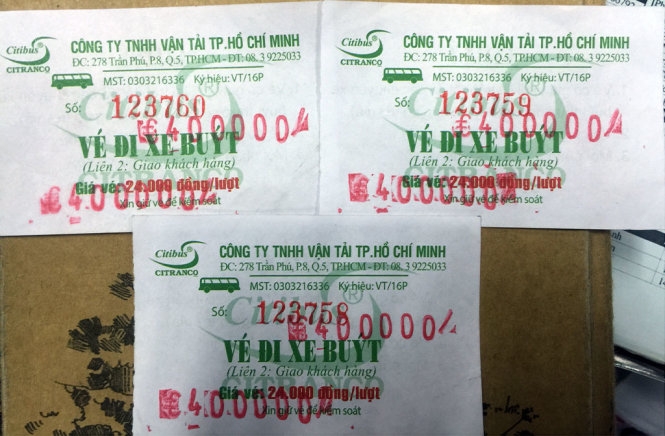 Citibus®
CITRANCO
CÔNG TY TNHH VẬN TẢI TP.HỒ CHÍ MINH
ĐC: 278 Trần Phú, P.8, Q.5, TP.HCM - ĐT: 08. 3 9225033
MST: 0303216336 Ký hiệu: VT/16P
Số: 123760
400000
VÉ ĐI XE BUÝT
(Liên 2: Giao khách hàng)
Giá vé: 24.000 đồng/lượt
Xin giữ vé để kiểm soát
400000
Citibus®
CITRANCO
CÔNG TY TNHH VẬN TẢI TP.HỒ CHÍ MINH
ĐC: 278 Trần Phú, P.8, Q.5, TP.HCM - ĐT: 08. 3 9225033
MST: 0303216336 Ký hiệu: VT/16P
Số: 123759
400000
VÉ ĐI XE BUÝT
(Liên 2: Giao khách hàng)
Giá vé: 24.000 đồng/lượt
Xin giữ vé để kiểm soát
400000
Citibus®
CITRANCO
CÔNG TY TNHH VẬN TẢI TP.HỒ CHÍ MINH
ĐC: 278 Trần Phú, P.8, Q.5, TP.HCM - ĐT: 08. 3 9225033
MST: 0303216336 Ký hiệu: VT/16P
Số: 123758
400000
VÉ ĐI XE BUÝT
(Liên 2: Giao khách hàng)
Giá vé: 24.000 đồng/lượt
CITRANCO
Xin giữ vé để kiểm soát
400000